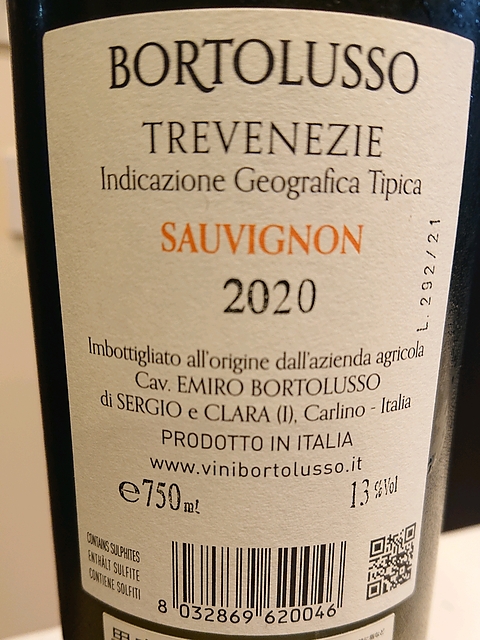 BORTOLUSSO
TREVENEZIE
Indicazione Geografica Tipica
SAUVIGNON
2020
L. 292/21
Imbottigliato all'origine dall'azienda agricola
Cav. EMIRO BORTOLUSSO
di SERGIO e CLARA (I), Carlino - Italia
PRODOTTO IN ITALIA
www.vinibortolusso.it
℮750 ml
13 %Vol
CONTAINS SULPHITES
ENTHÄLT SULFITE
CONTIENE SOLFITI
8 032869 620046